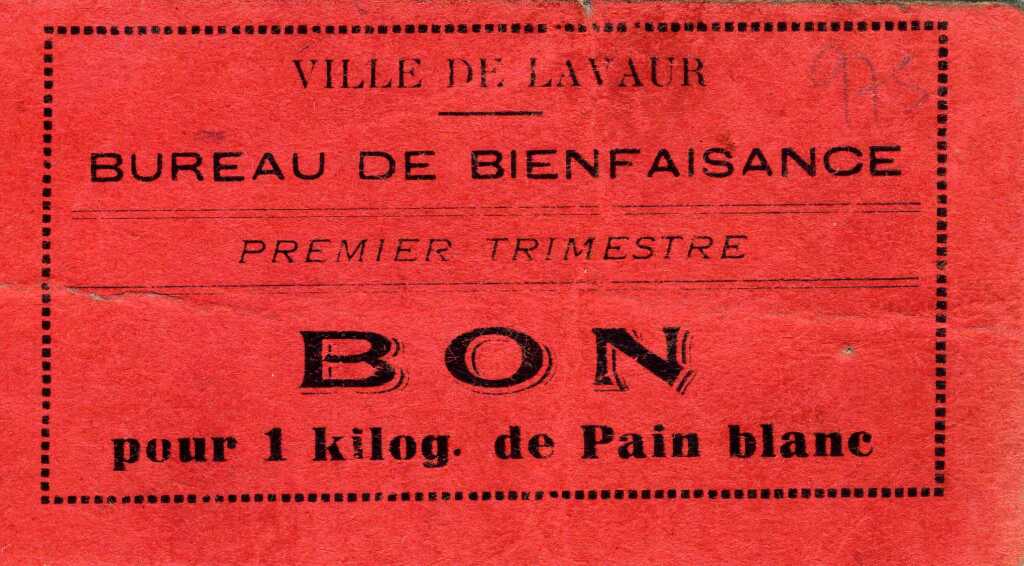 VILLE DE LAVAUR
BUREAU DE BIENFAISANCE
PREMIER TRIMESTRE
BON
pour 1 kilog. de Pain blanc